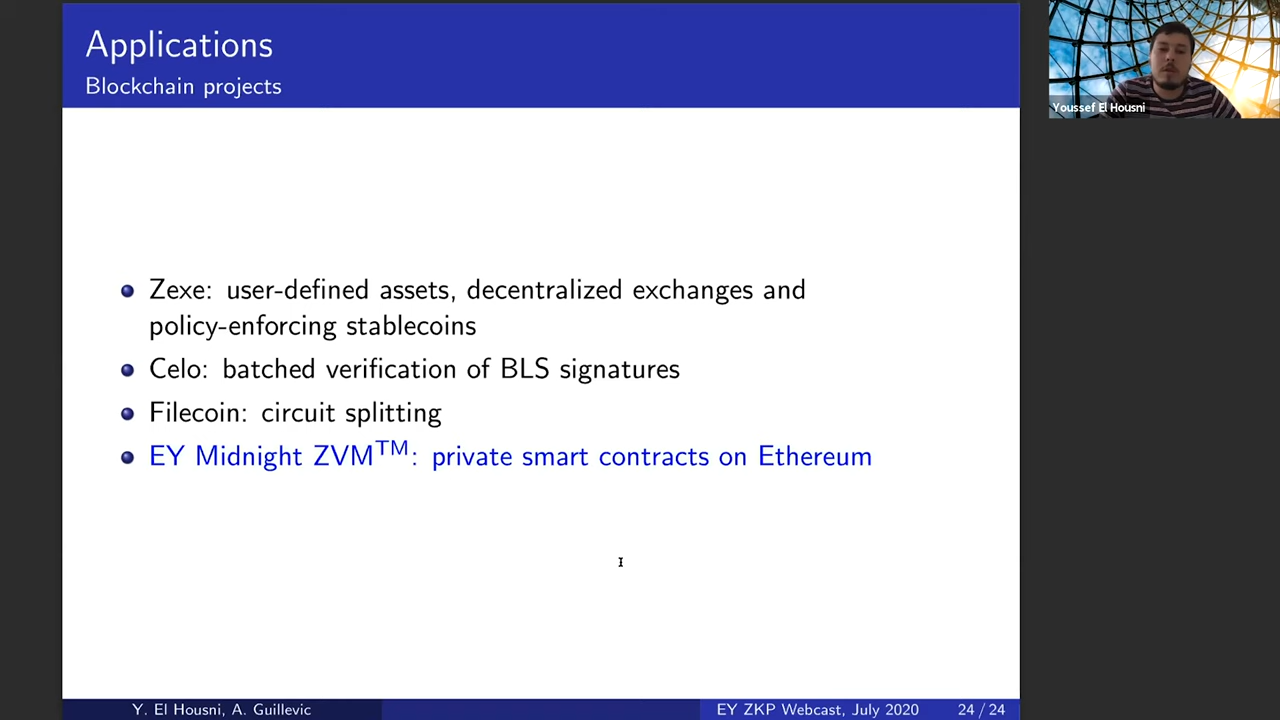 Applications
Blockchain projects
Youssef El Housni
Zexe: user-defined assets, decentralized exchanges and
policy-enforcing stablecoins
Celo: batched verification of BLS signatures
Filecoin: circuit splitting
EY Midnight ZVM™: private smart contracts on Ethereum
Y. El Housni, A. Guillevic
EY ZKP Webcast, July 2020
24 / 24